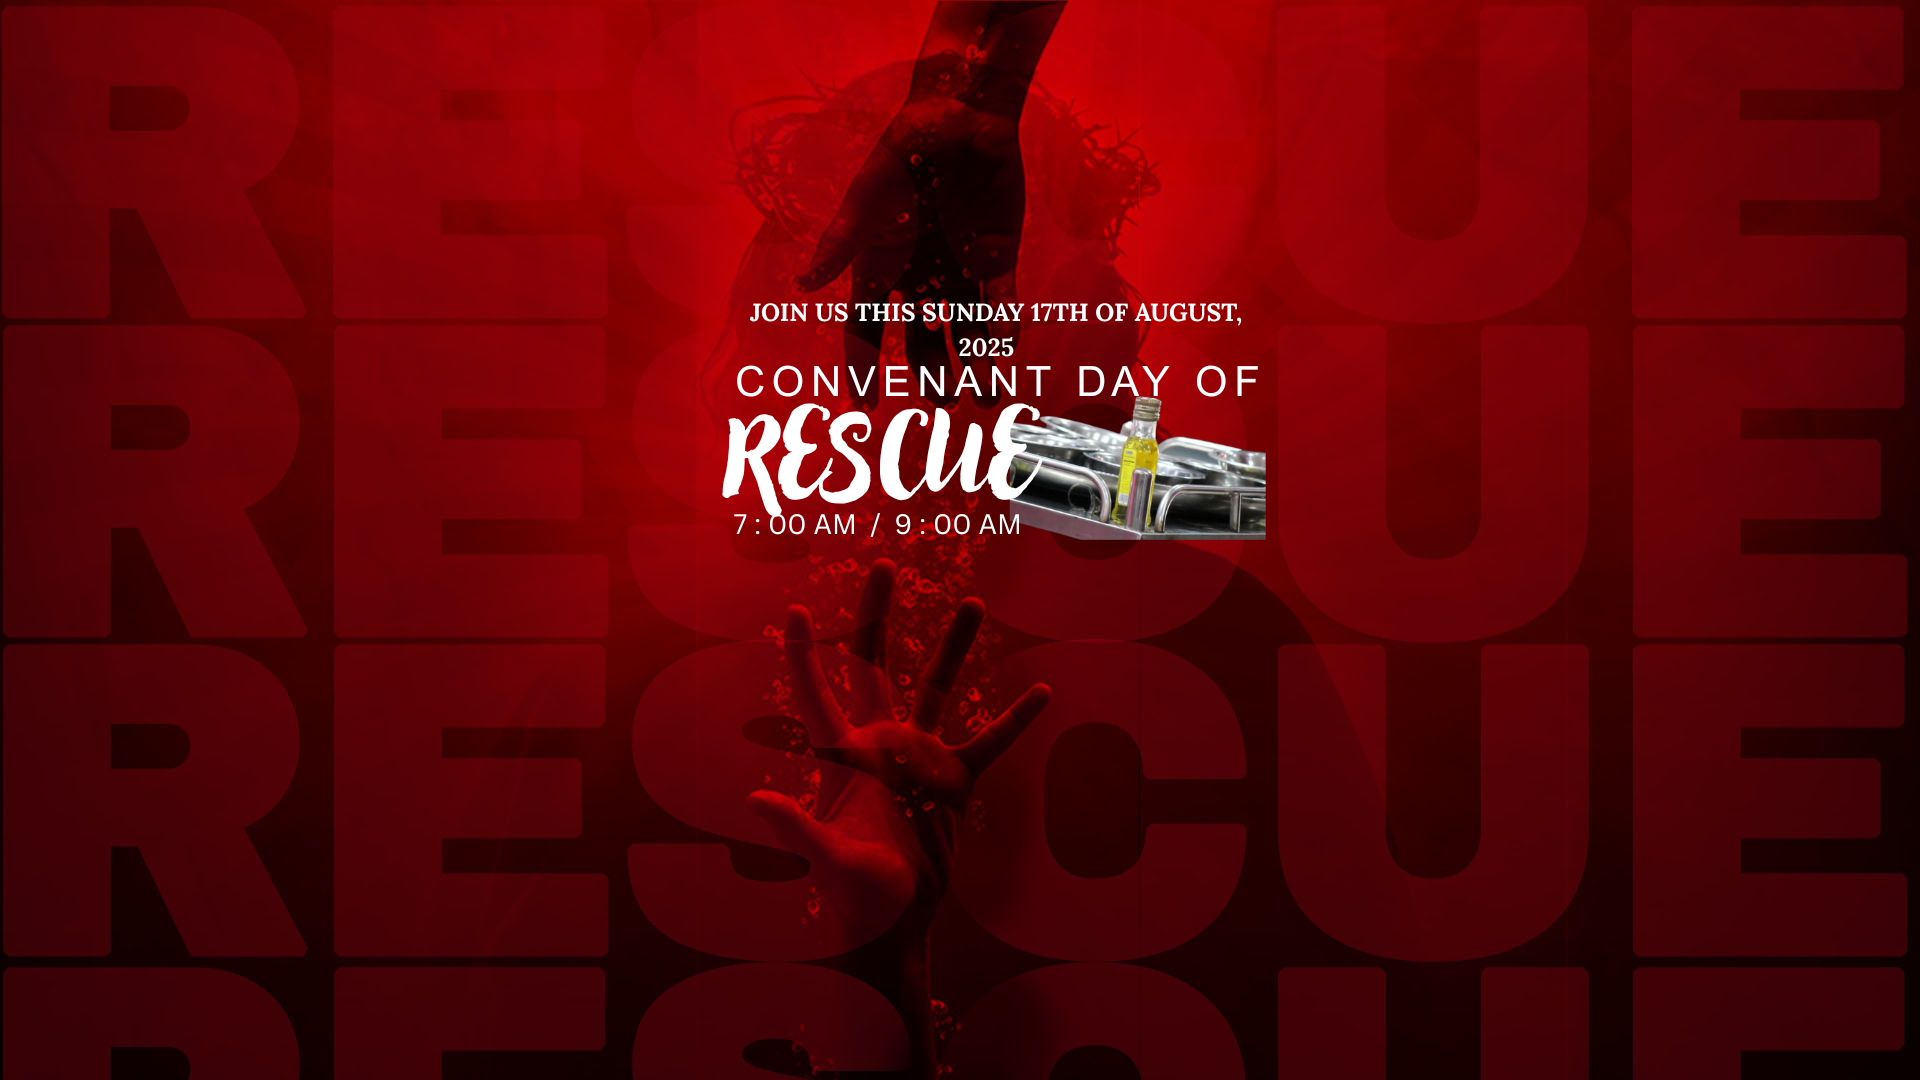 RESCUE
JOIN US THIS SUNDAY 17TH OF AUGUST,
2025
CONVENANT DAY OF
RESCUE
7:00 AM / 9:00 AM
RESCUE
RESCUE
RESCUE